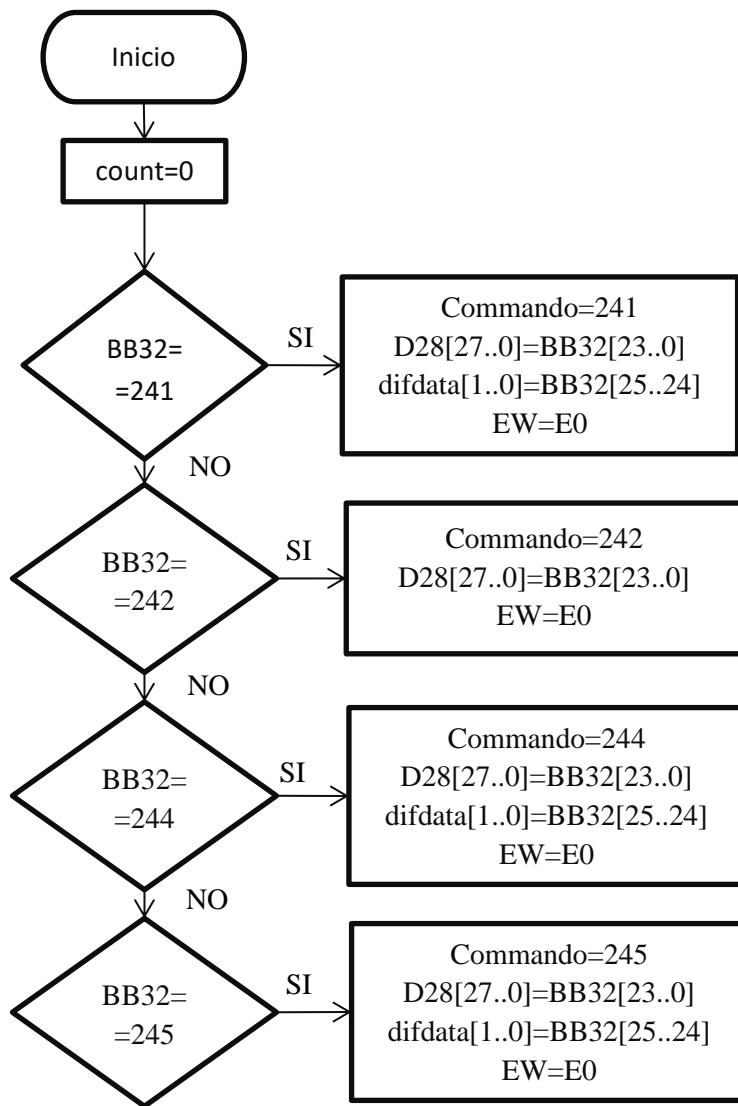 Inicio
count=0
BB32=
=241
SI
Commando=241
D28[27..0]=BB32[23..0]
difdata[1..0]=BB32[25..24]
EW=E0
NO
BB32=
=242
SI
Commando=242
D28[27..0]=BB32[23..0]
EW=E0
NO
BB32=
=244
SI
Commando=244
D28[27..0]=BB32[23..0]
difdata[1..0]=BB32[25..24]
EW=E0
NO
BB32=
=245
SI
Commando=245
D28[27..0]=BB32[23..0]
difdata[1..0]=BB32[25..24]
EW=E0